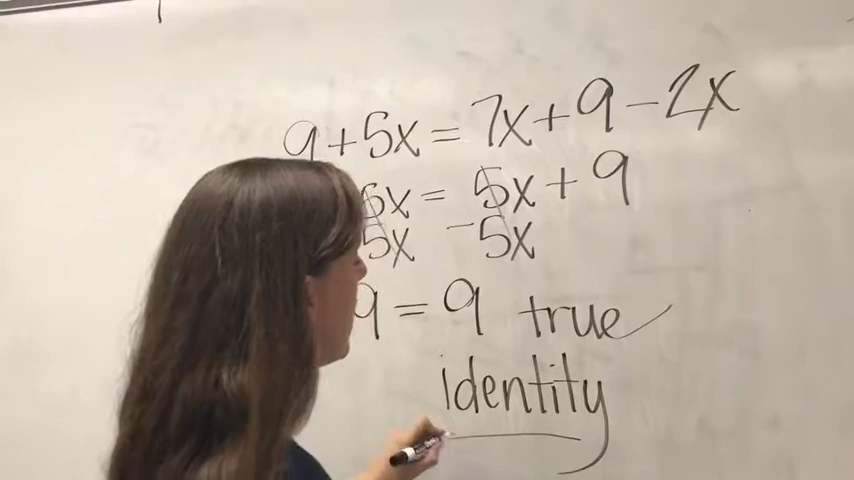 9+5x = 7x+9-2x
5x = 5x+9
5x -5x
9 = 9 true
identity